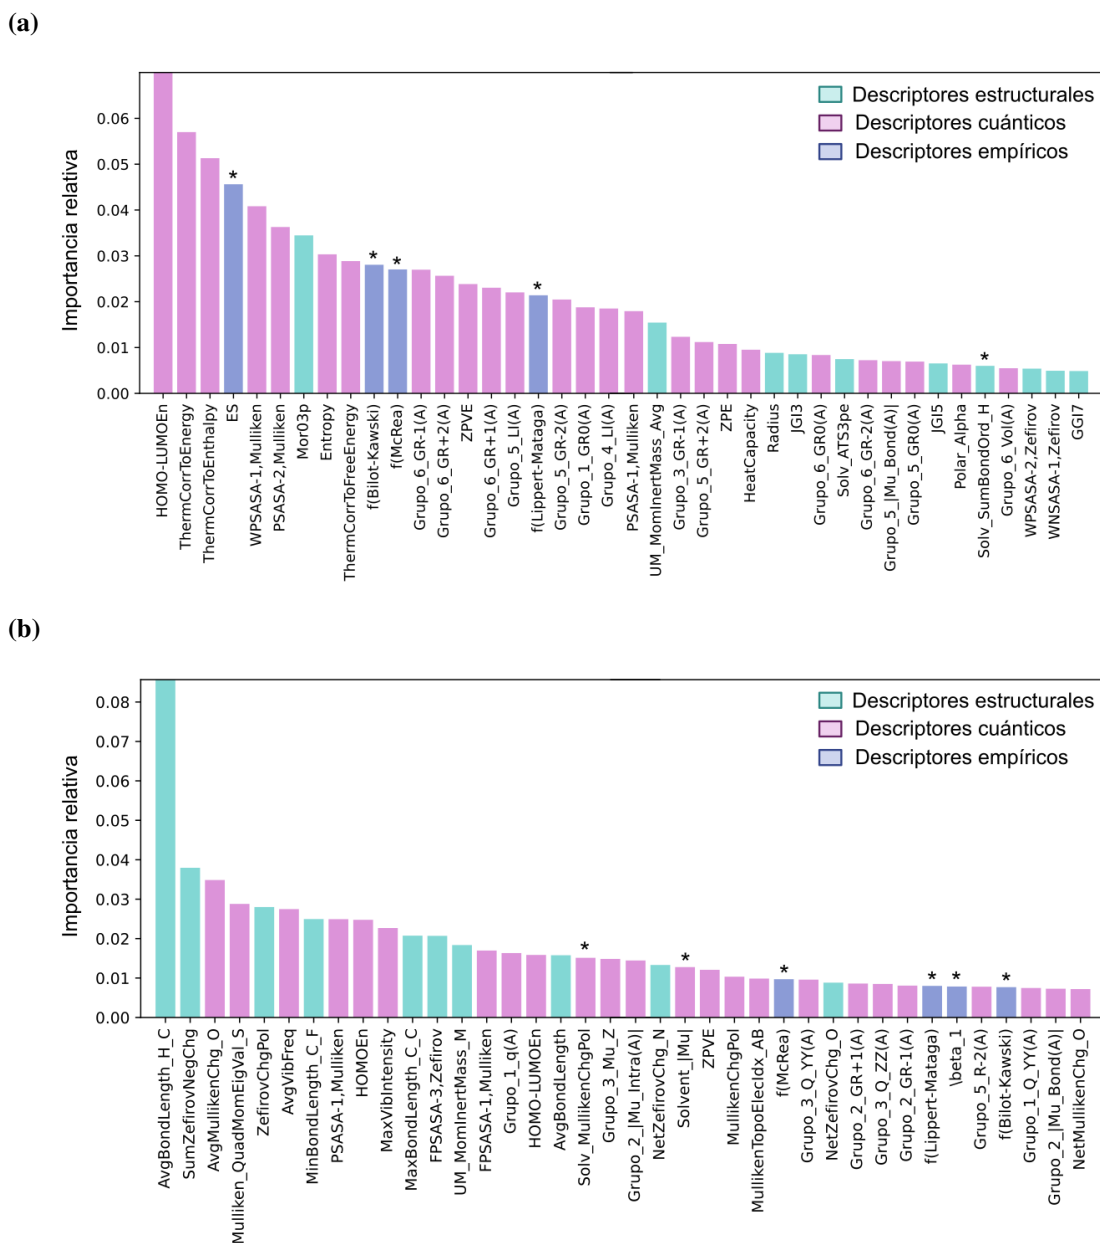 (a)
Importancia relativa
0.06
0.05
0.04
0.03
0.02
0.01
0.00
Descriptores estructurales
Descriptores cuánticos
Descriptores empíricos
*
*
*
*
*
HOMO-LUMOEn
ThermCorrToEnergy
ThermCorrToEnthalpy
ES
WPSASA-1,Mulliken
PSASA-2,Mulliken
Mor03p
Entropy
ThermCorrToFreeEnergy
f(Bilot-Kawski)
f(McRea)
Grupo_6_GR-1(A)
Grupo_6_GR+2(A)
ZPVE
Grupo_6_GR+1(A)
Grupo_5_LI(A)
f(Lippert-Mataga)
Grupo_5_GR-2(A)
Grupo_1_GR0(A)
Grupo_4_LI(A)
PSASA-1,Mulliken
UM_MomInertMass_Avg
Grupo_3_GR-1(A)
Grupo_5_GR+2(A)
ZPE
HeatCapacity
Radius
JGI3
Grupo_6_GR0(A)
Solv_ATS3pe
Grupo_6_GR-2(A)
Grupo_5_|Mu_Bond(A)|
Grupo_5_GR0(A)
JGI5
Polar_Alpha
Solv_SumBondOrd_H
Grupo_6_Vol(A)
WPSASA-2,Zefirov
WNSASA-1,Zefirov
GGI7
(b)
Importancia relativa
0.08
0.07
0.06
0.05
0.04
0.03
0.02
0.01
0.00
Descriptores estructurales
Descriptores cuánticos
Descriptores empíricos
*
*
*
*
*
*
AvgBondLength_H_C
SumZefirovNegChg
AvgMullikenChg_O
Mulliken_QuadMomEigVal_S
ZefirovChgPol
AvgVibFreq
MinBondLength_C_F
PSASA-1,Mulliken
HOMOEn
MaxVibIntensity
MaxBondLength_C_C
FPSASA-3,Zefirov
UM_MomInertMass_M
FPSASA-1,Mulliken
Grupo_1_q(A)
HOMO-LUMOEn
AvgBondLength
Solv_MullikenChgPol
Grupo_3_Mu_Z
Grupo_2_|Mu_Intra(A)|
NetZefirovChg_N
Solvent_|Mu|
ZPVE
MullikenChgPol
MullikenTopoElecIdx_AB
f(McRea)
Grupo_3_Q_YY(A)
NetZefirovChg_O
Grupo_2_GR+1(A)
Grupo_3_Q_ZZ(A)
Grupo_2_GR-1(A)
f(Lippert-Mataga)
\beta_1
Grupo_5_R-2(A)
f(Bilot-Kawski)
Grupo_1_Q_YY(A)
Grupo_2_|Mu_Bond(A)|
NetMullikenChg_O